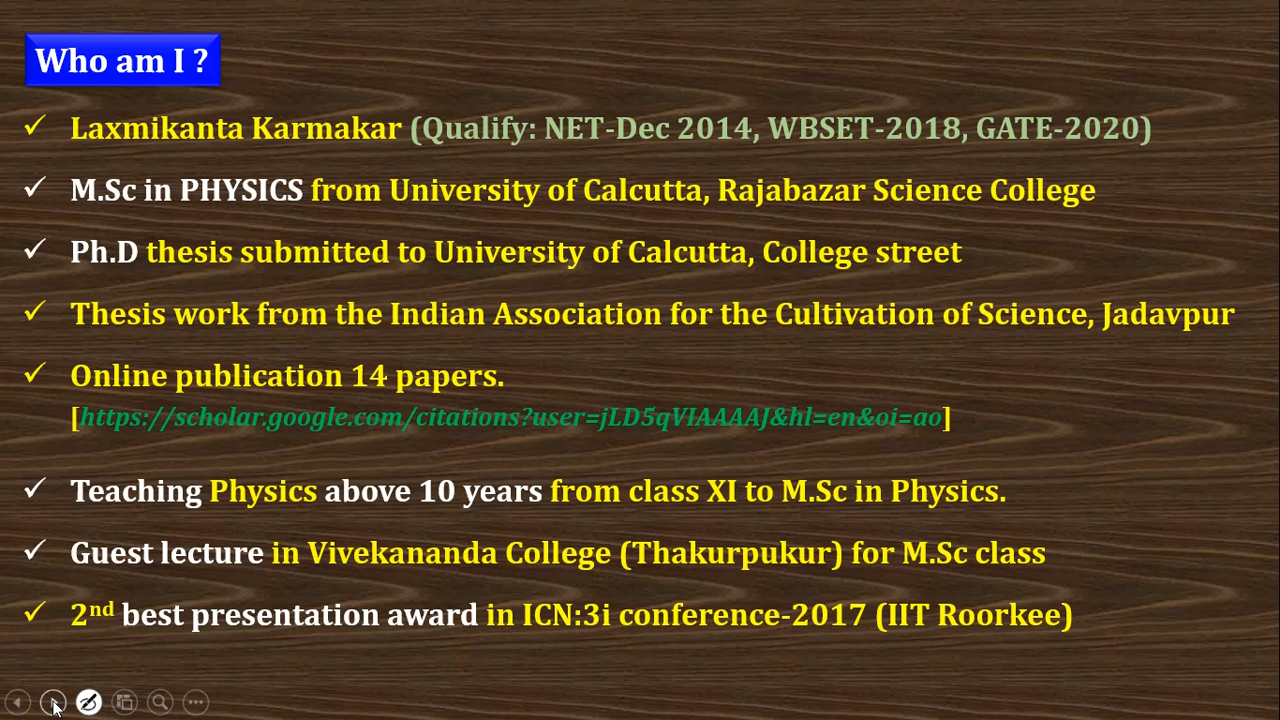 Who am I ?
Laxmikanta Karmakar (Qualify: NET-Dec 2014, WBSET-2018, GATE-2020)
M.Sc in PHYSICS from University of Calcutta, Rajabazar Science College
Ph.D thesis submitted to University of Calcutta, College street
Thesis work from the Indian Association for the Cultivation of Science, Jadavpur
Online publication 14 papers.
[https://scholar.google.com/citations?user=jLD5qVIAAAAJ&hl=en&oi=ao]
Teaching Physics above 10 years from class XI to M.Sc in Physics.
Guest lecture in Vivekananda College (Thakurpukur) for M.Sc class
2nd best presentation award in ICN:3i conference-2017 (IIT Roorkee)